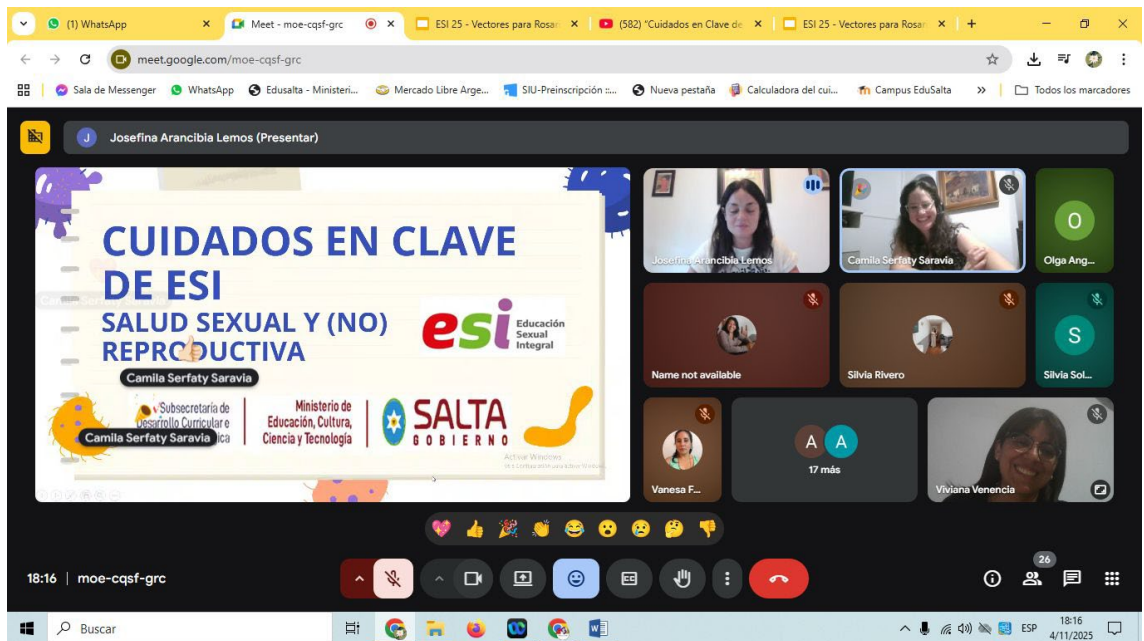 (1) WhatsApp
Meet - moe-cqsf-grc
ESI 25 - Vectores para Rosar
(582) "Cuidados en Clave de
ESI 25 - Vectores para Rosar
meet.google.com/moe-cqsf-grc
Sala de Messenger
WhatsApp
Edusalta - Ministeri...
Mercado Libre Arge...
SIU-Preinscripción ::...
Nueva pestaña
Calculadora del cui...
Campus EduSalta
Todos los marcadores
J
Josefina Arancibia Lemos (Presentar)
CUIDADOS EN CLAVE
DE ESI
SALUD SEXUAL Y (NO)
REPRODUCTIVA
esi
Educación
Sexual
Integral
Camila Serfaty Saravia
Subsecretaría de
Desarrollo Curricular e
ica
Camila Serfaty Saravia
Ministerio de
Educación, Cultura,
Ciencia y Tecnología
SALTA
GOBIERNO
Activar Windows
Josefina Arancibia Lemos
Camila Serfaty Saravia
O
Olga Ang...
Name not available
Silvia Rivero
S
Silvia Sol...
Vanesa F...
A A
17 más
Viviana Venencia
18:16 | moe-cqsf-grc
26
Buscar
ESP
18:16
4/11/2025